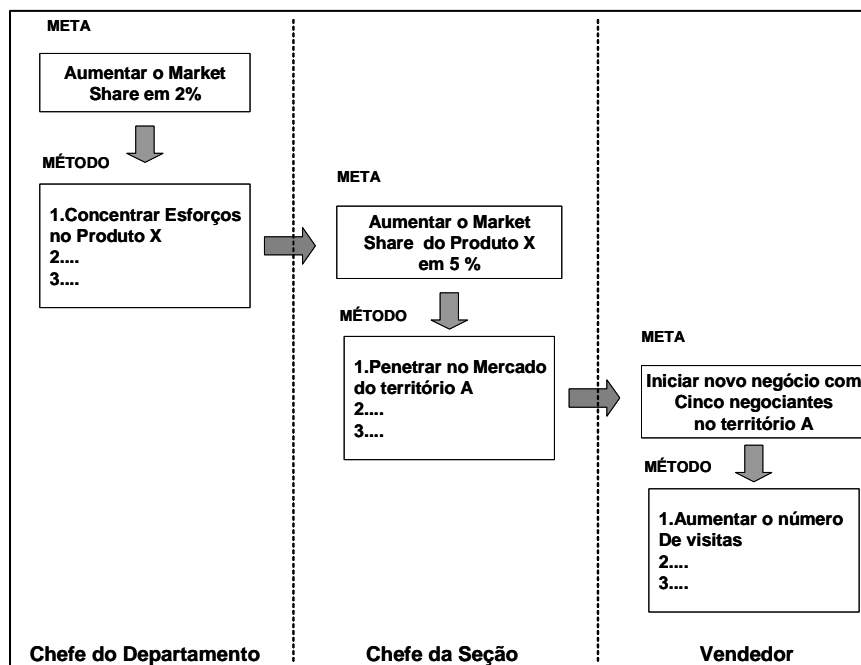 META
Aumentar o Market
Share em 2%
MÉTODO
1.Concentrar Esforços
no Produto X
2....
3....
META
Aumentar o Market
Share do Produto X
em 5 %
MÉTODO
1.Penetrar no Mercado
do território A
2....
3....
META
Iniciar novo negócio com
Cinco negociantes
no território A
MÉTODO
1.Aumentar o número
De visitas
2....
3....
Chefe do Departamento
Chefe da Seção
Vendedor